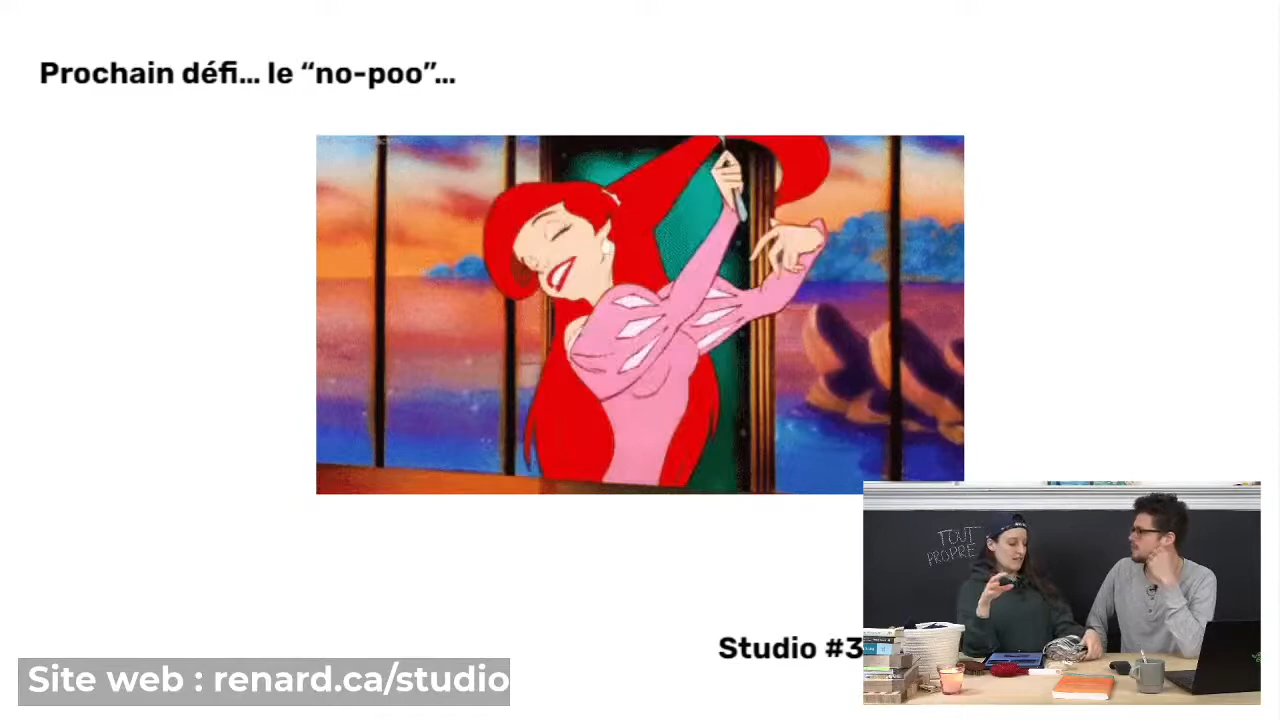 Prochain défi... le “no-poo”...
TOUT
PROPRE
Studio #3
Site web : renard.ca/studio